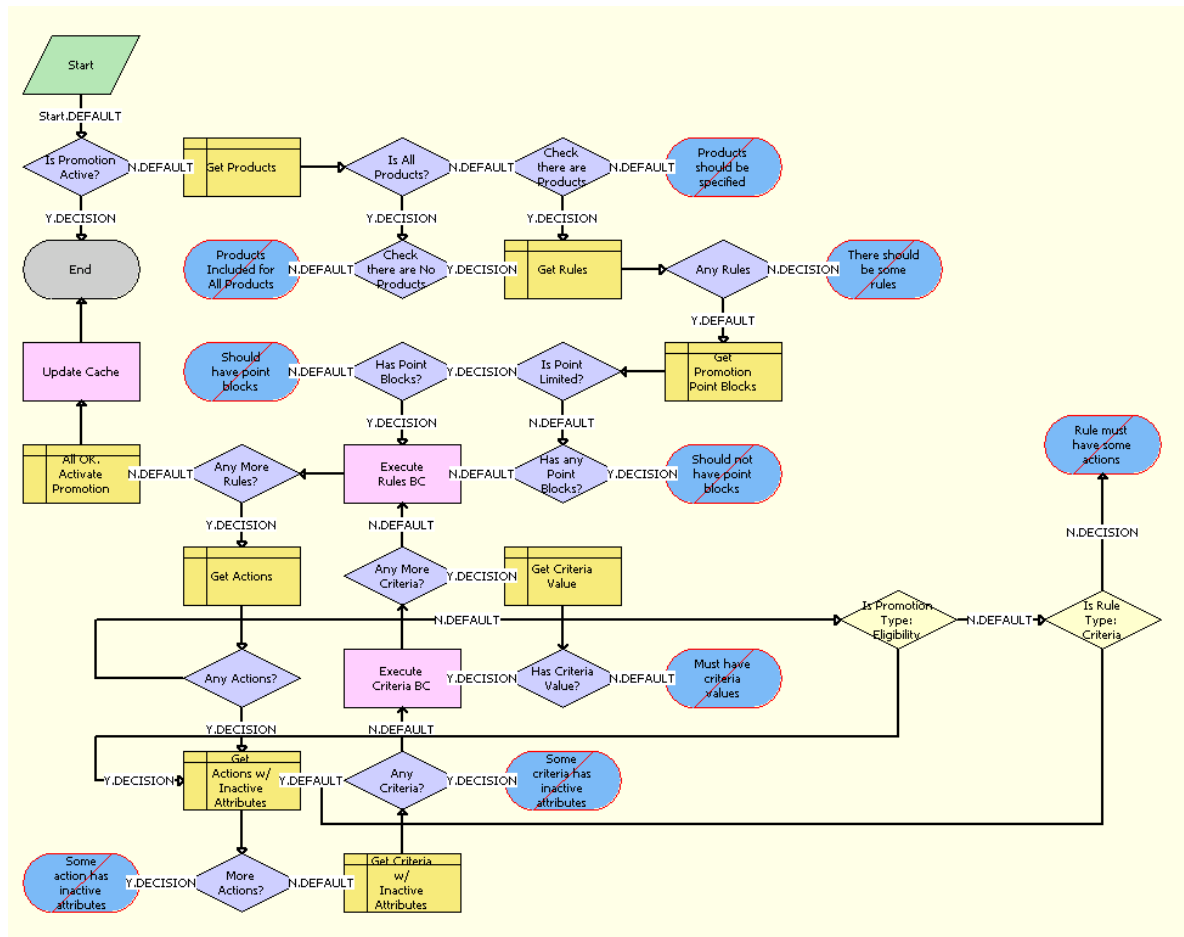 Start
Start.DEFAULT
Is Promotion
Active?
N.DEFAULT
Get Products
Is All
Products?
N.DEFAULT
Check
there are
Products
N.DEFAULT
Products
should be
specified
Y.DECISION
Y.DECISION
Y.DECISION
End
Products
Included for
All Products
N.DEFAULT
Check
there are No
Products
Y.DECISION
Get Rules
Any Rules
N.DECISION
There should
be some
rules
Y.DEFAULT
Update Cache
Should
have point
blocks
N.DEFAULT
Has Point
Blocks?
Y.DECISION
Is Point
Limited?
Get
Promotion
Point Blocks
Y.DECISION
N.DEFAULT
All OK.
Activate
Promotion
N.DEFAULT
Any More
Rules?
Execute
Rules BC
N.DEFAULT
Has any
Point
Blocks?
Y.DECISION
Should not
have point
blocks
Rule must
have some
actions
Y.DECISION
N.DEFAULT
N.DECISION
Get Actions
Any More
Criteria?
Y.DECISION
Get Criteria
Value
N.DEFAULT
Is Promotion
Type:
Eligibility
N.DEFAULT
Is Rule
Type:
Criteria
Any Actions?
Execute
Criteria BC
Y.DECISION
Has Criteria
Value?
N.DEFAULT
Must have
criteria
values
Y.DECISION
N.DEFAULT
Y.DECISION
Get
Actions w/
Inactive
Attributes
Y.DEFAULT
Any
Criteria?
Y.DECISION
Some
criteria has
inactive
attributes
Some
action has
inactive
attributes
Y.DECISION
More
Actions?
N.DEFAULT
Get Criteria
w/
Inactive
Attributes